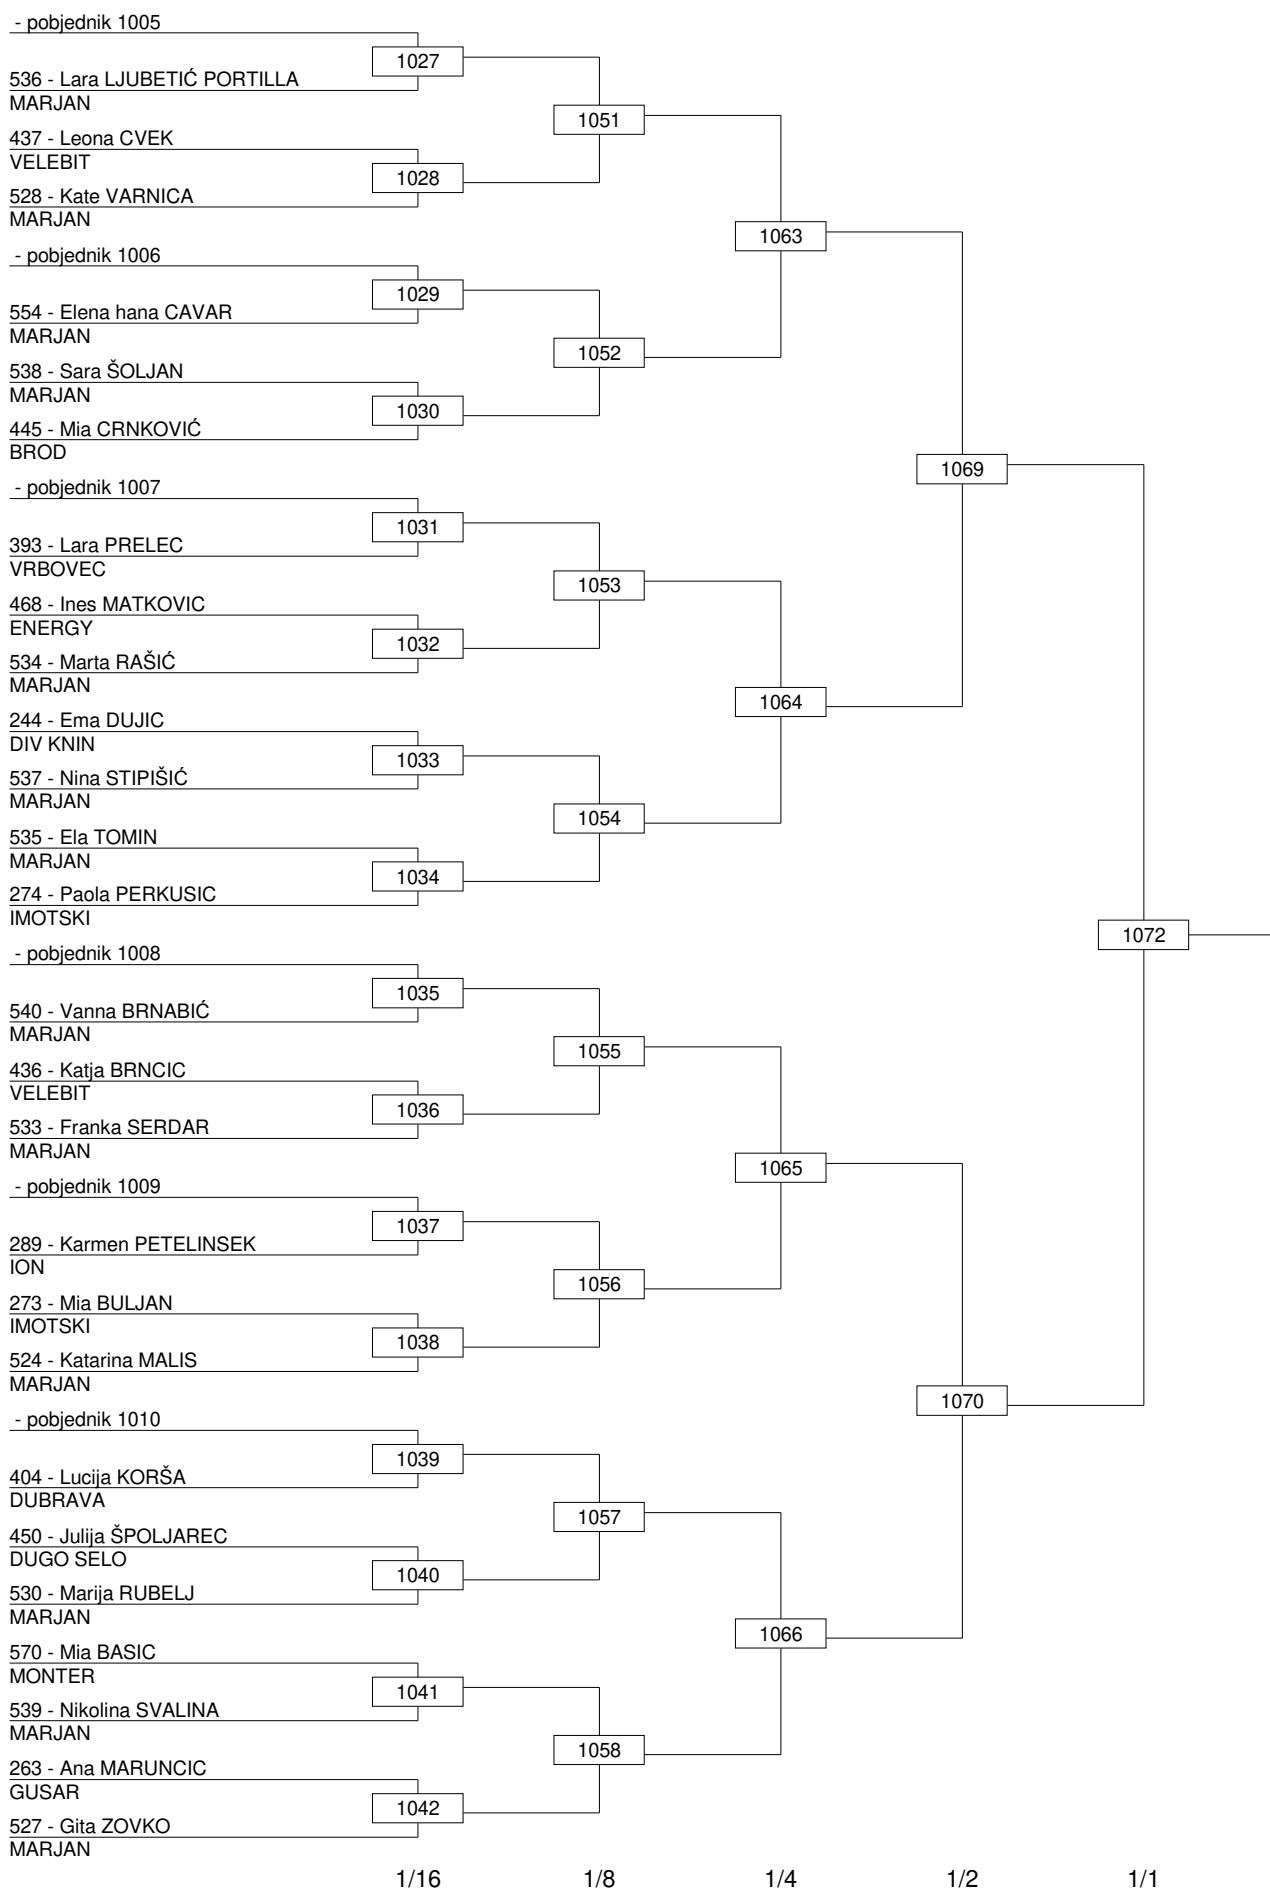 - pobjednik 1005
1027
536 - Lara LJUBETIĆ PORTILLA
MARJAN
1051
437 - Leona CVEK
VELEBIT
1028
528 - Kate VARNICA
MARJAN
1063
- pobjednik 1006
1029
554 - Elena hana CAVAR
MARJAN
1052
538 - Sara ŠOLJAN
MARJAN
1030
445 - Mia CRNKOVIĆ
BROD
1069
- pobjednik 1007
1031
393 - Lara PRELEC
VRBOVEC
1053
468 - Ines MATKOVIC
ENERGY
1032
534 - Marta RAŠIĆ
MARJAN
1064
244 - Ema DUJIC
DIV KNIN
1033
537 - Nina STIPIŠIĆ
MARJAN
1054
535 - Ela TOMIN
MARJAN
1034
274 - Paola PERKUSIC
IMOTSKI
1072
- pobjednik 1008
1035
540 - Vanna BRNABIĆ
MARJAN
1055
436 - Katja BRNCIC
VELEBIT
1036
533 - Franka SERDAR
MARJAN
1065
- pobjednik 1009
1037
289 - Karmen PETELINSEK
ION
1056
273 - Mia BULJAN
IMOTSKI
1038
524 - Katarina MALIS
MARJAN
1070
- pobjednik 1010
1039
404 - Lucija KORŠA
DUBRAVA
1057
450 - Julija ŠPOLJAREC
DUGO SELO
1040
530 - Marija RUBELJ
MARJAN
1066
570 - Mia BASIC
MONTER
1041
539 - Nikolina SVALINA
MARJAN
1058
263 - Ana MARUNCIC
GUSAR
1042
527 - Gita ZOVKO
MARJAN
1/16 1/8 1/4 1/2 1/1